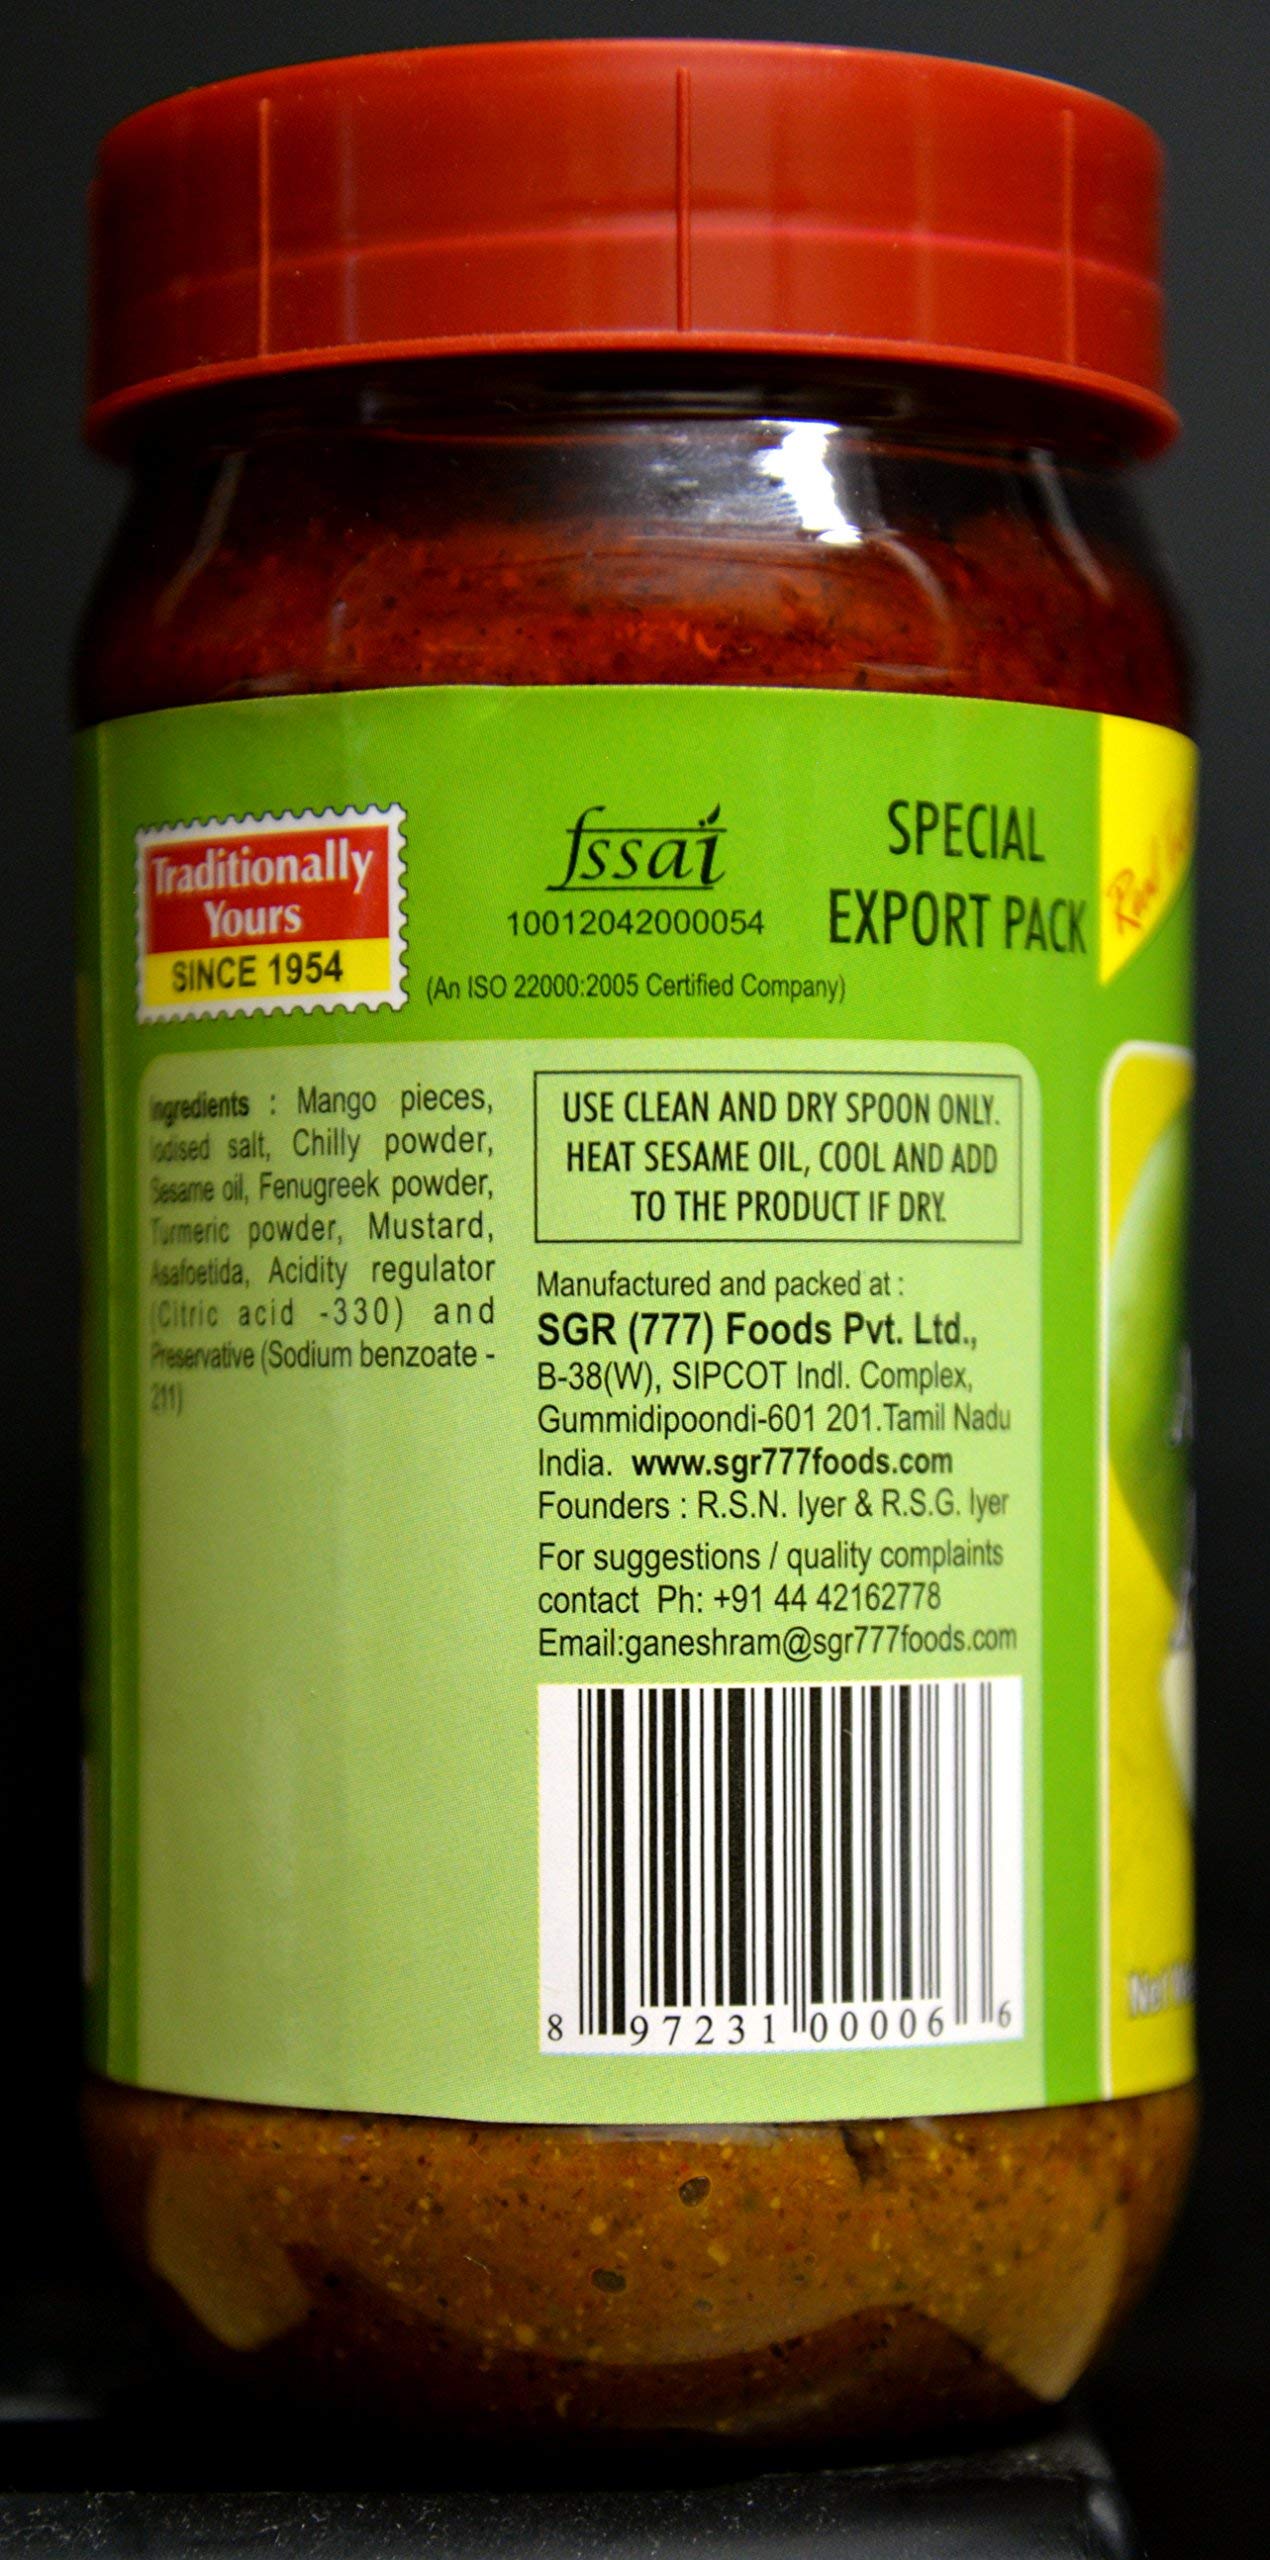 Traditionally
Yours
SINCE 1954
fssai
10012042000054
(An ISO 22000:2005 Certified Company)
SPECIAL
EXPORT PACK
Ingredients : Mango pieces,
Iodised salt, Chilly powder,
Sesame oil, Fenugreek powder,
Turmeric powder, Mustard,
Asafoetida, Acidity regulator
(Citric acid -330) and
Preservative (Sodium benzoate -
211)
USE CLEAN AND DRY SPOON ONLY.
HEAT SESAME OIL, COOL AND ADD
TO THE PRODUCT IF DRY.
Manufactured and packed at :
SGR (777) Foods Pvt. Ltd.,
B-38(W), SIPCOT Indl. Complex,
Gummidipoondi-601 201.Tamil Nadu
India. www.sgr777foods.com
Founders : R.S.N. Iyer & R.S.G. Iyer
For suggestions / quality complaints
contact Ph: +91 44 42162778
Email:ganeshram@sgr777foods.com
8 97231 00006 6
Net